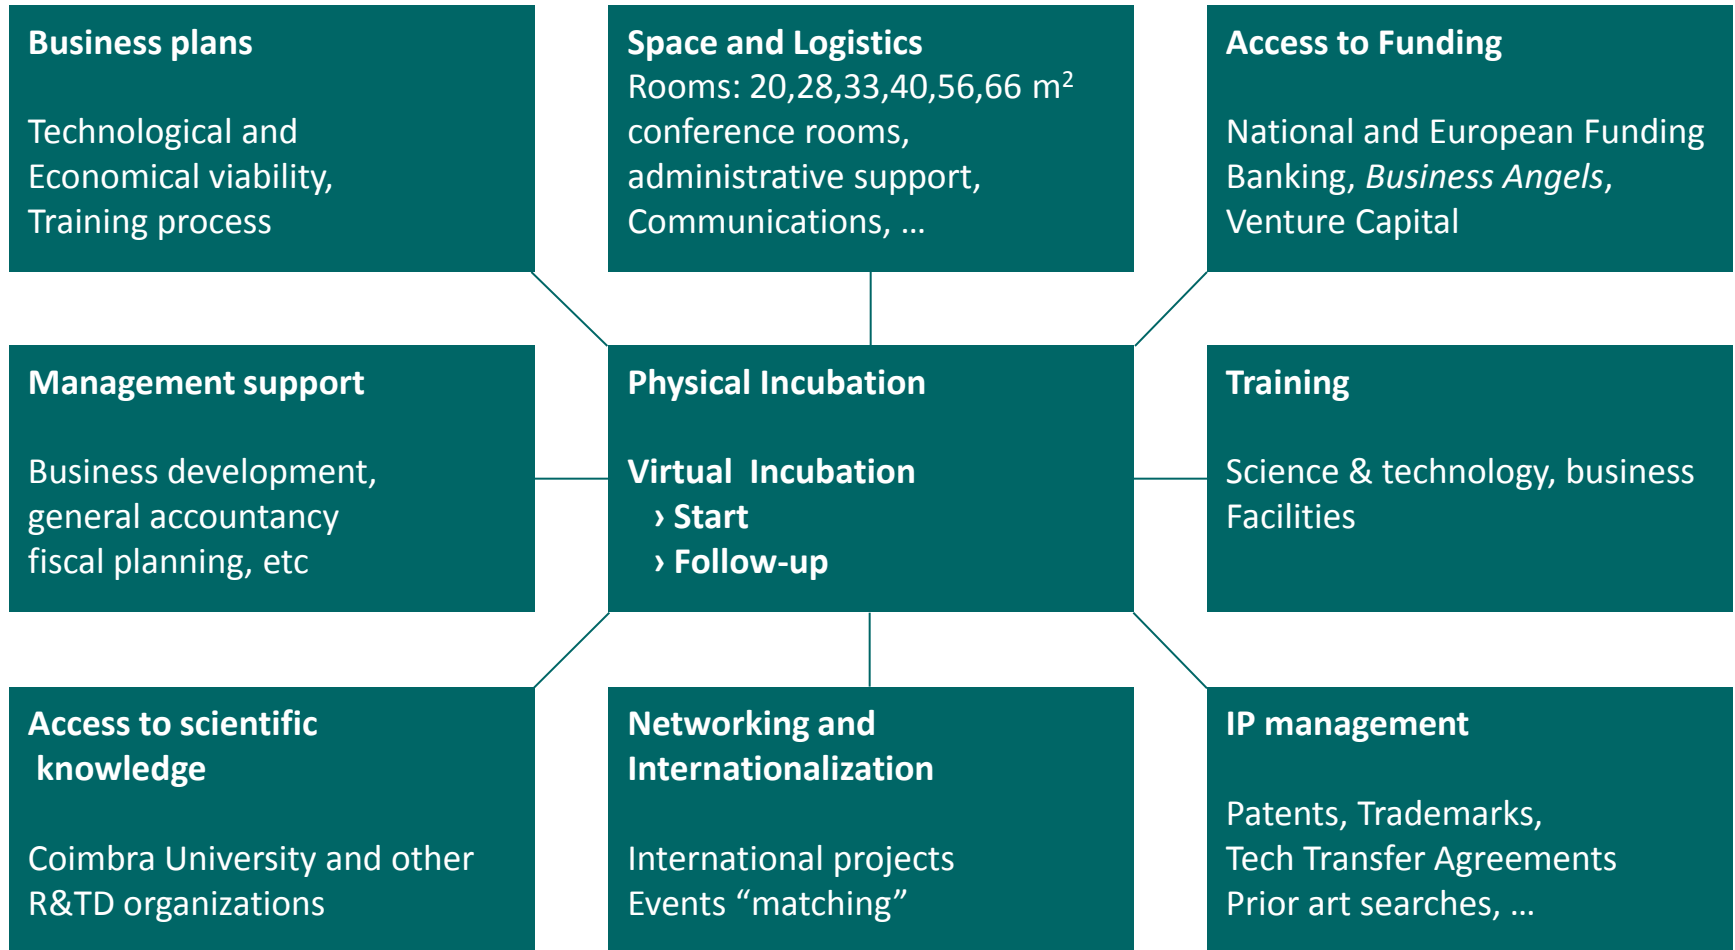 Business plans
Technological and
Economical viability,
Training process
Space and Logistics
Rooms: 20,28,33,40,56,66 m²
conference rooms,
administrative support,
Communications, ...
Access to Funding
National and European Funding
Banking, Business Angels,
Venture Capital
Management support
Business development,
general accountancy
fiscal planning, etc
Physical Incubation
Virtual  Incubation
› Start
› Follow-up
Training
Science & technology, business
Facilities
Access to scientific
knowledge
Coimbra University and other
R&TD organizations
Networking and
Internationalization
International projects
Events “matching”
IP management
Patents, Trademarks,
Tech Transfer Agreements
Prior art searches, ...